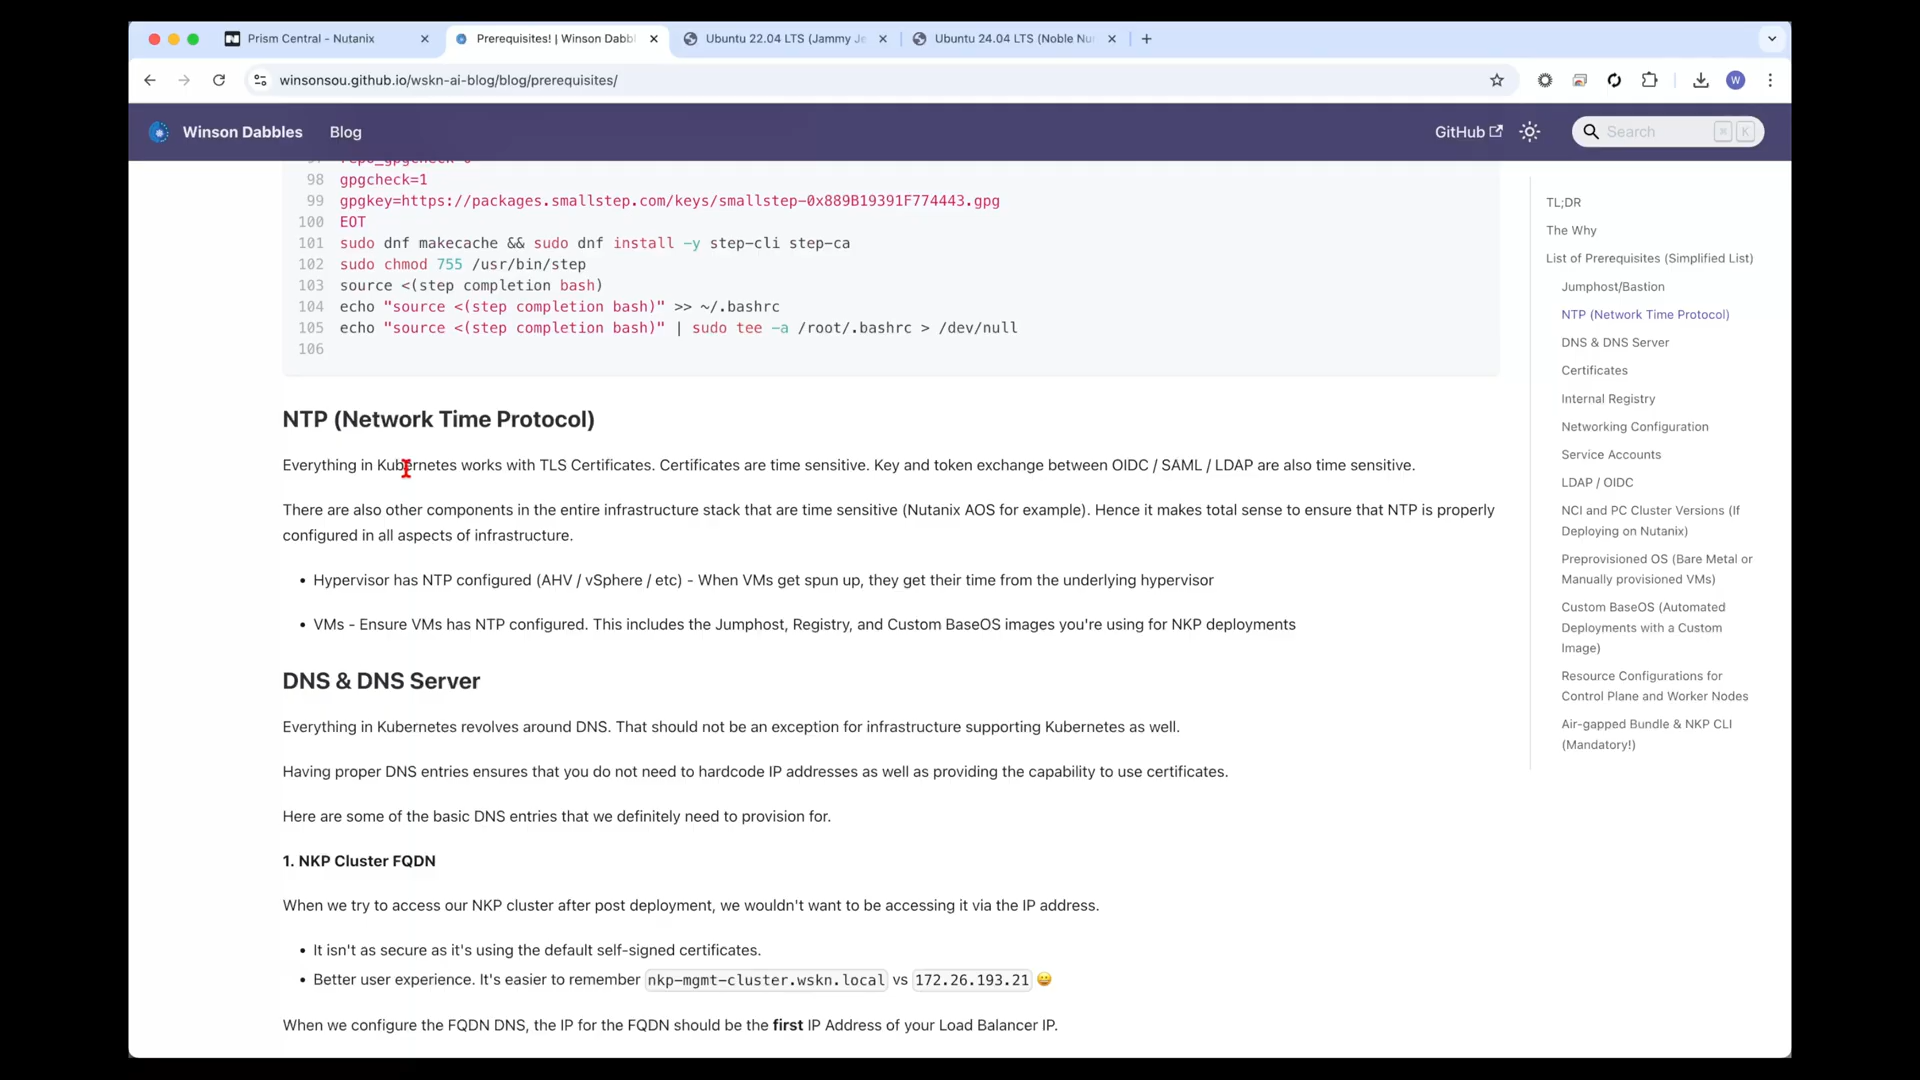 Prism Central - Nutanix
Prerequisites! | Winson Dabbl
Ubuntu 22.04 LTS (Jammy Je
Ubuntu 24.04 LTS (Noble Nu
winsonsou.github.io/wskn-ai-blog/blog/prerequisites/
W
Winson Dabbles
Blog
GitHub
Search
K
97 repo_gpgcheck=0
98 gpgcheck=1
99 gpgkey=https://packages.smallstep.com/keys/smallstep-0x889B19391F774443.gpg
100 EOT
101 sudo dnf makecache && sudo dnf install -y step-cli step-ca
102 sudo chmod 755 /usr/bin/step
103 source <(step completion bash)
104 echo "source <(step completion bash)" >> ~/.bashrc
105 echo "source <(step completion bash)" | sudo tee -a /root/.bashrc > /dev/null
106
NTP (Network Time Protocol)
Everything in Kubernetes works with TLS Certificates. Certificates are time sensitive. Key and token exchange between OIDC / SAML / LDAP are also time sensitive.
There are also other components in the entire infrastructure stack that are time sensitive (Nutanix AOS for example). Hence it makes total sense to ensure that NTP is properly
configured in all aspects of infrastructure.
• Hypervisor has NTP configured (AHV / vSphere / etc) - When VMs get spun up, they get their time from the underlying hypervisor
• VMs - Ensure VMs has NTP configured. This includes the Jumphost, Registry, and Custom BaseOS images you're using for NKP deployments
DNS & DNS Server
Everything in Kubernetes revolves around DNS. That should not be an exception for infrastructure supporting Kubernetes as well.
Having proper DNS entries ensures that you do not need to hardcode IP addresses as well as providing the capability to use certificates.
Here are some of the basic DNS entries that we definitely need to provision for.
1. NKP Cluster FQDN
When we try to access our NKP cluster after post deployment, we wouldn't want to be accessing it via the IP address.
• It isn't as secure as it's using the default self-signed certificates.
• Better user experience. It's easier to remember nkp-mgmt-cluster.wskn.local vs 172.26.193.21 😀
When we configure the FQDN DNS, the IP for the FQDN should be the first IP Address of your Load Balancer IP.
TL;DR
The Why
List of Prerequisites (Simplified List)
Jumphost/Bastion
NTP (Network Time Protocol)
DNS & DNS Server
Certificates
Internal Registry
Networking Configuration
Service Accounts
LDAP / OIDC
NCI and PC Cluster Versions (If
Deploying on Nutanix)
Preprovisioned OS (Bare Metal or
Manually provisioned VMs)
Custom BaseOS (Automated
Deployments with a Custom
Image)
Resource Configurations for
Control Plane and Worker Nodes
Air-gapped Bundle & NKP CLI
(Mandatory!)